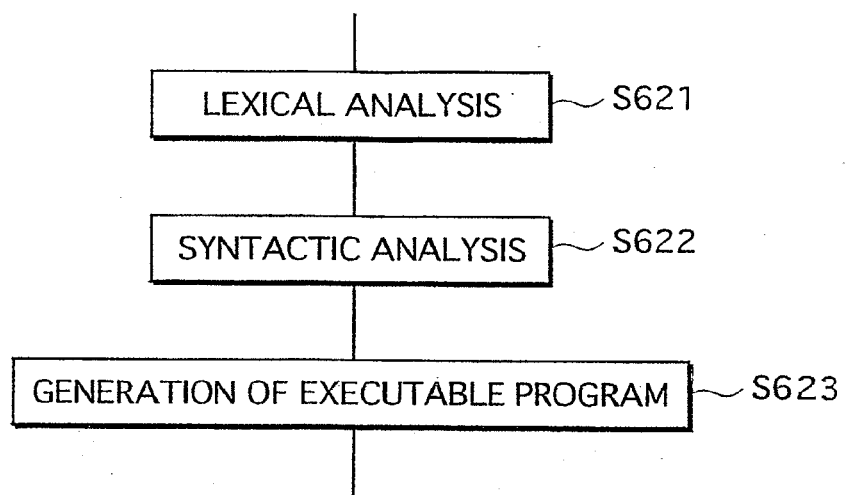 LEXICAL ANALYSIS S621
SYNTACTIC ANALYSIS S622
GENERATION OF EXECUTABLE PROGRAM S623